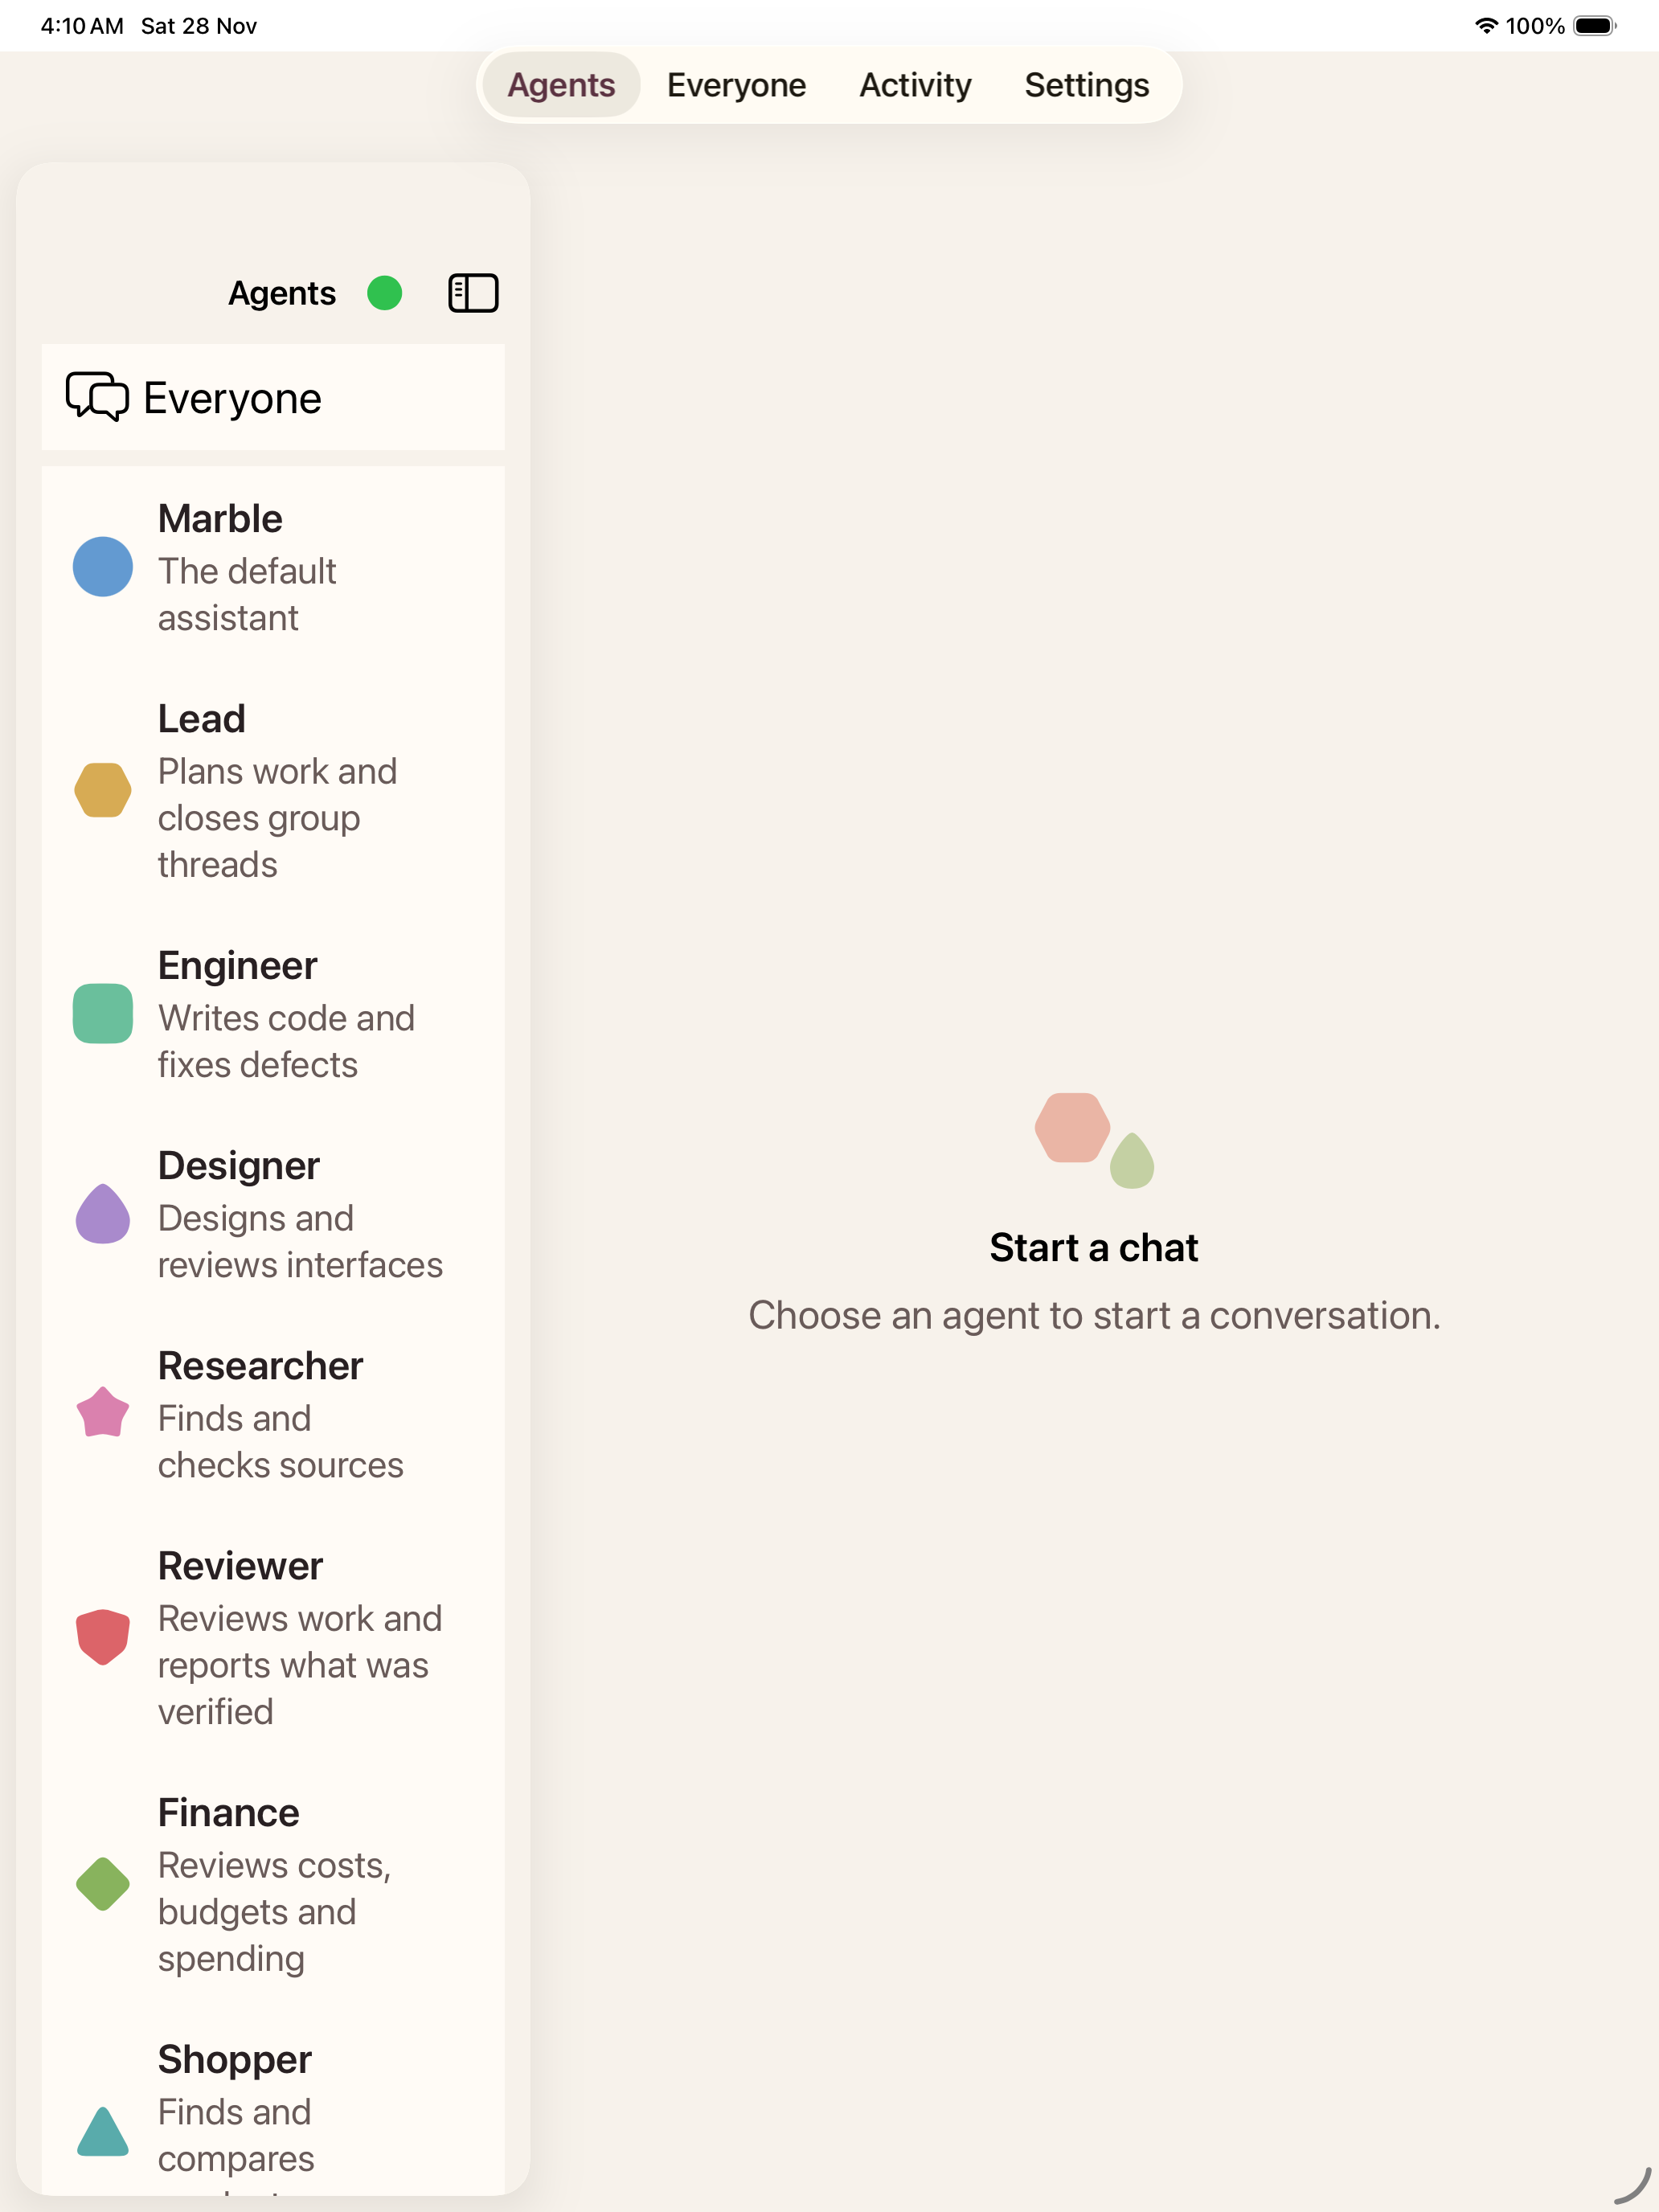 4:10 AM Sat 28 Nov
100%
Agents Everyone Activity Settings
Agents
Everyone
Marble
The default
assistant
Lead
Plans work and
closes group
threads
Engineer
Writes code and
fixes defects
Designer
Designs and
reviews interfaces
Researcher
Finds and
checks sources
Reviewer
Reviews work and
reports what was
verified
Finance
Reviews costs,
budgets and
spending
Shopper
Finds and
compares
Start a chat
Choose an agent to start a conversation.